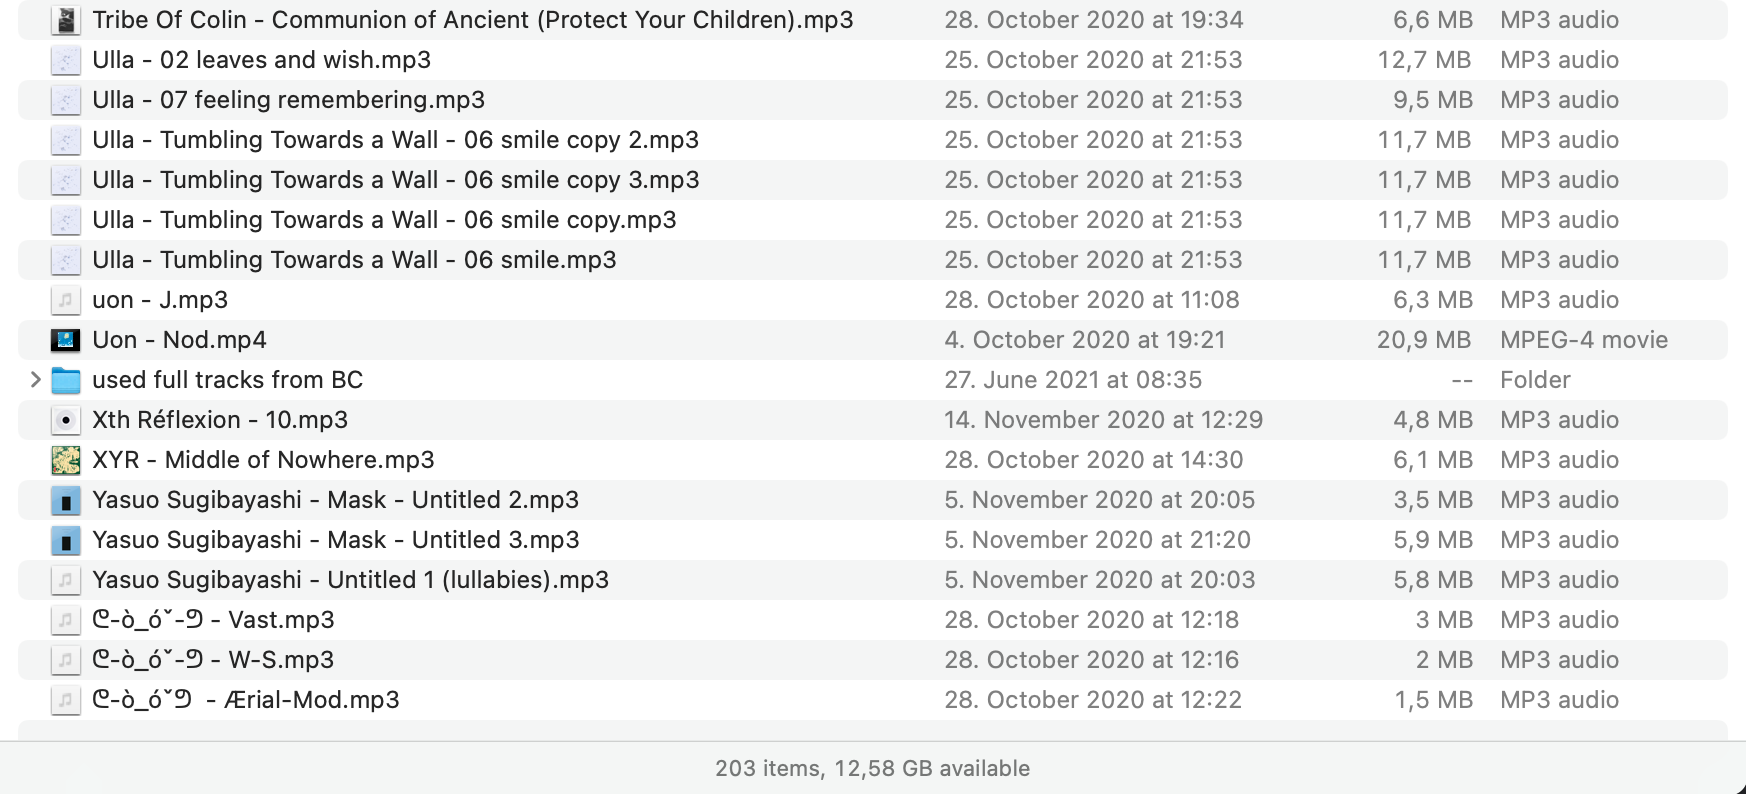 Tribe Of Colin - Communion of Ancient (Protect Your Children).mp3 28. October 2020 at 19:34 6,6 MB MP3 audio
Ulla - 02 leaves and wish.mp3 25. October 2020 at 21:53 12,7 MB MP3 audio
Ulla - 07 feeling remembering.mp3 25. October 2020 at 21:53 9,5 MB MP3 audio
Ulla - Tumbling Towards a Wall - 06 smile copy 2.mp3 25. October 2020 at 21:53 11,7 MB MP3 audio
Ulla - Tumbling Towards a Wall - 06 smile copy 3.mp3 25. October 2020 at 21:53 11,7 MB MP3 audio
Ulla - Tumbling Towards a Wall - 06 smile copy.mp3 25. October 2020 at 21:53 11,7 MB MP3 audio
Ulla - Tumbling Towards a Wall - 06 smile.mp3 25. October 2020 at 21:53 11,7 MB MP3 audio
uon - J.mp3 28. October 2020 at 11:08 6,3 MB MP3 audio
Uon - Nod.mp4 4. October 2020 at 19:21 20,9 MB MPEG-4 movie
used full tracks from BC 27. June 2021 at 08:35 -- Folder
Xth Réflexion - 10.mp3 14. November 2020 at 12:29 4,8 MB MP3 audio
XYR - Middle of Nowhere.mp3 28. October 2020 at 14:30 6,1 MB MP3 audio
Yasuo Sugibayashi - Mask - Untitled 2.mp3 5. November 2020 at 20:05 3,5 MB MP3 audio
Yasuo Sugibayashi - Mask - Untitled 3.mp3 5. November 2020 at 21:20 5,9 MB MP3 audio
Yasuo Sugibayashi - Untitled 1 (lullabies).mp3 5. November 2020 at 20:03 5,8 MB MP3 audio
ᕦ-ò_óˇ-ᕤ - Vast.mp3 28. October 2020 at 12:18 3 MB MP3 audio
ᕦ-ò_óˇ-ᕤ - W-S.mp3 28. October 2020 at 12:16 2 MB MP3 audio
ᕦ-ò_óˇᕤ - Ærial-Mod.mp3 28. October 2020 at 12:22 1,5 MB MP3 audio
203 items, 12,58 GB available